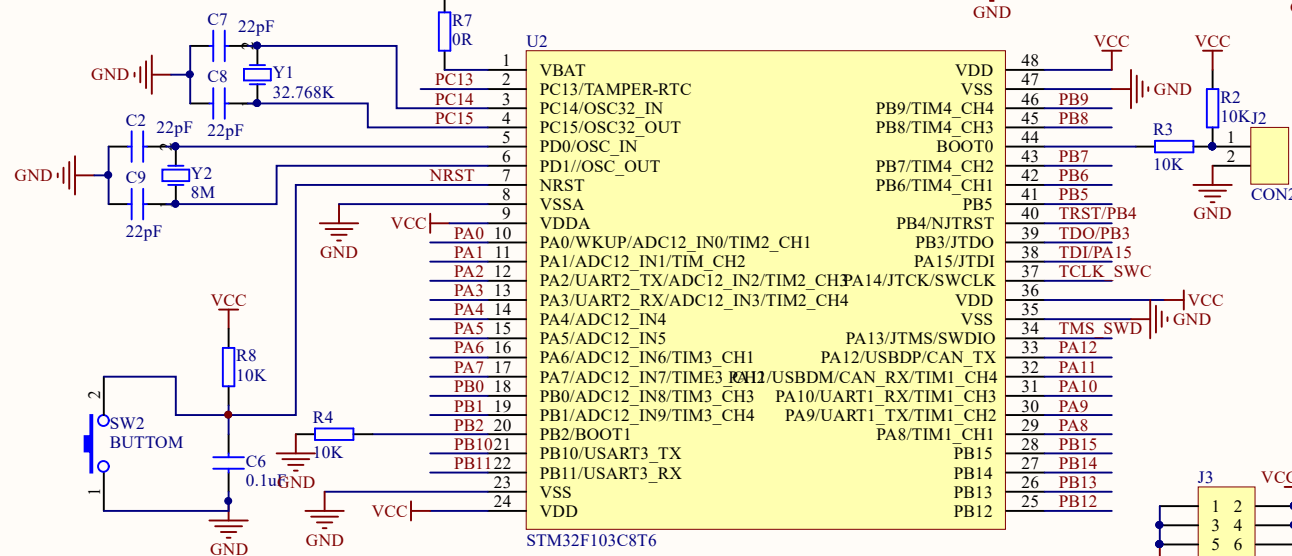 GND
C7
22pF
R7
0R
U2
VCC
VCC
GND
C8
Y1
32.768K
22pF
PC13
PC14
PC15
1 VBAT
2 PC13/TAMPER-RTC
3 PC14/OSC32_IN
4 PC15/OSC32_OUT
5 PD0/OSC_IN
6 PD1//OSC_OUT
7 NRST
8 VSSA
9 VDDA
10 PA0/WKUP/ADC12_IN0/TIM2_CH1
11 PA1/ADC12_IN1/TIM_CH2
12 PA2/UART2_TX/ADC12_IN2/TIM2_CH3
13 PA3/UART2_RX/ADC12_IN3/TIM2_CH4
14 PA4/ADC12_IN4
15 PA5/ADC12_IN5
16 PA6/ADC12_IN6/TIM3_CH1
17 PA7/ADC12_IN7/TIME3_CH2
18 PB0/ADC12_IN8/TIM3_CH3
19 PB1/ADC12_IN9/TIM3_CH4
20 PB2/BOOT1
21 PB10/USART3_TX
22 PB11/USART3_RX
23 VSS
24 VDD
VDD 48
VSS 47
PB9/TIM4_CH4 46 PB9
PB8/TIM4_CH3 45 PB8
BOOT0 44
PB7/TIM4_CH2 43 PB7
PB6/TIM4_CH1 42 PB6
PB5 41 PB5
PB4/NJTRST 40 TRST/PB4
PB3/JTDO 39 TDO/PB3
PA15/JTDI 38 TDI/PA15
PA14/JTCK/SWCLK 37 TCLK_SWC
VDD 36 VCC
VSS 35 GND
PA13/JTMS/SWDIO 34 TMS_SWD
PA12/USBDP/CAN_TX 33 PA12
PA11/USBDM/CAN_RX/TIM1_CH4 32 PA11
PA10/UART1_RX/TIM1_CH3 31 PA10
PA9/UART1_TX/TIM1_CH2 30 PA9
PA8/TIM1_CH1 29 PA8
PB15 28 PB15
PB14 27 PB14
PB13 26 PB13
PB12 25 PB12
STM32F103C8T6
GND
R2
10K
J2
R3
10K
1
2
GND
CON2
C2
22pF
GND
C9
Y2
8M
22pF
NRST
GND
VCC
PA0
PA1
PA2
PA3
PA4
PA5
PA6
PA7
PB0
PB1
PB2
PB10
PB11
VCC
R8
10K
2
SW2
BUTTOM
1
C6
0.1uF
GND
R4
10K
GND
GND
VCC
J3
VCC
1 2
3 4
5 6